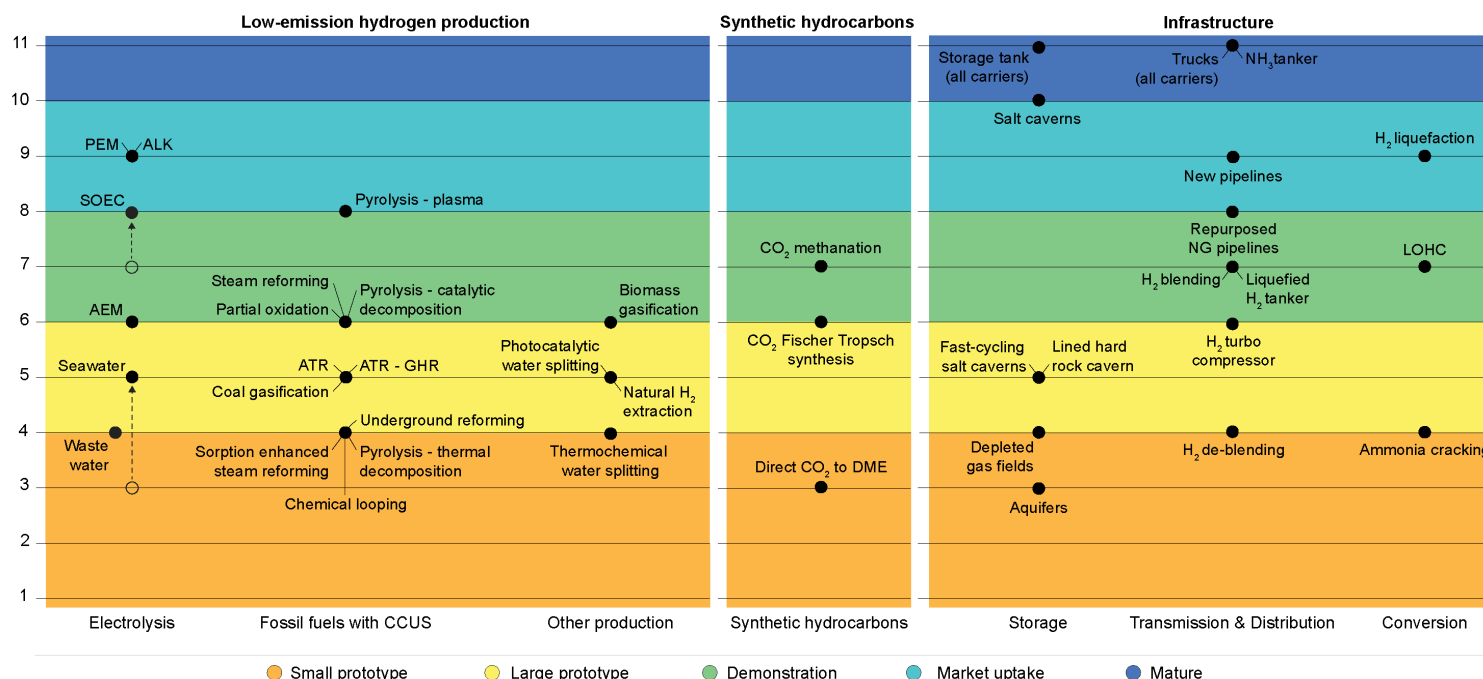 Low-emission hydrogen production
Synthetic hydrocarbons
Infrastructure
11
10
9
8
7
6
5
4
3
2
1
PEM
ALK
SOEC
AEM
Seawater
Waste
water
Pyrolysis - plasma
Steam reforming
Partial oxidation
Pyrolysis - catalytic
decomposition
ATR
ATR - GHR
Coal gasification
Underground reforming
Sorption enhanced
steam reforming
Pyrolysis - thermal
decomposition
Chemical looping
Biomass
gasification
Photocatalytic
water splitting
Natural H₂
extraction
Thermochemical
water splitting
CO₂ methanation
CO₂ Fischer Tropsch
synthesis
Direct CO₂ to DME
Storage tank
(all carriers)
Salt caverns
Fast-cycling
salt caverns
Lined hard
rock cavern
Depleted
gas fields
Aquifers
Trucks
(all carriers)
NH₃tanker
New pipelines
Repurposed
NG pipelines
H₂ blending
Liquefied
H₂ tanker
H₂ turbo
compressor
H₂ de-blending
H₂ liquefaction
LOHC
Ammonia cracking
Electrolysis
Fossil fuels with CCUS
Other production
Synthetic hydrocarbons
Storage
Transmission & Distribution
Conversion
Small prototype
Large prototype
Demonstration
Market uptake
Mature